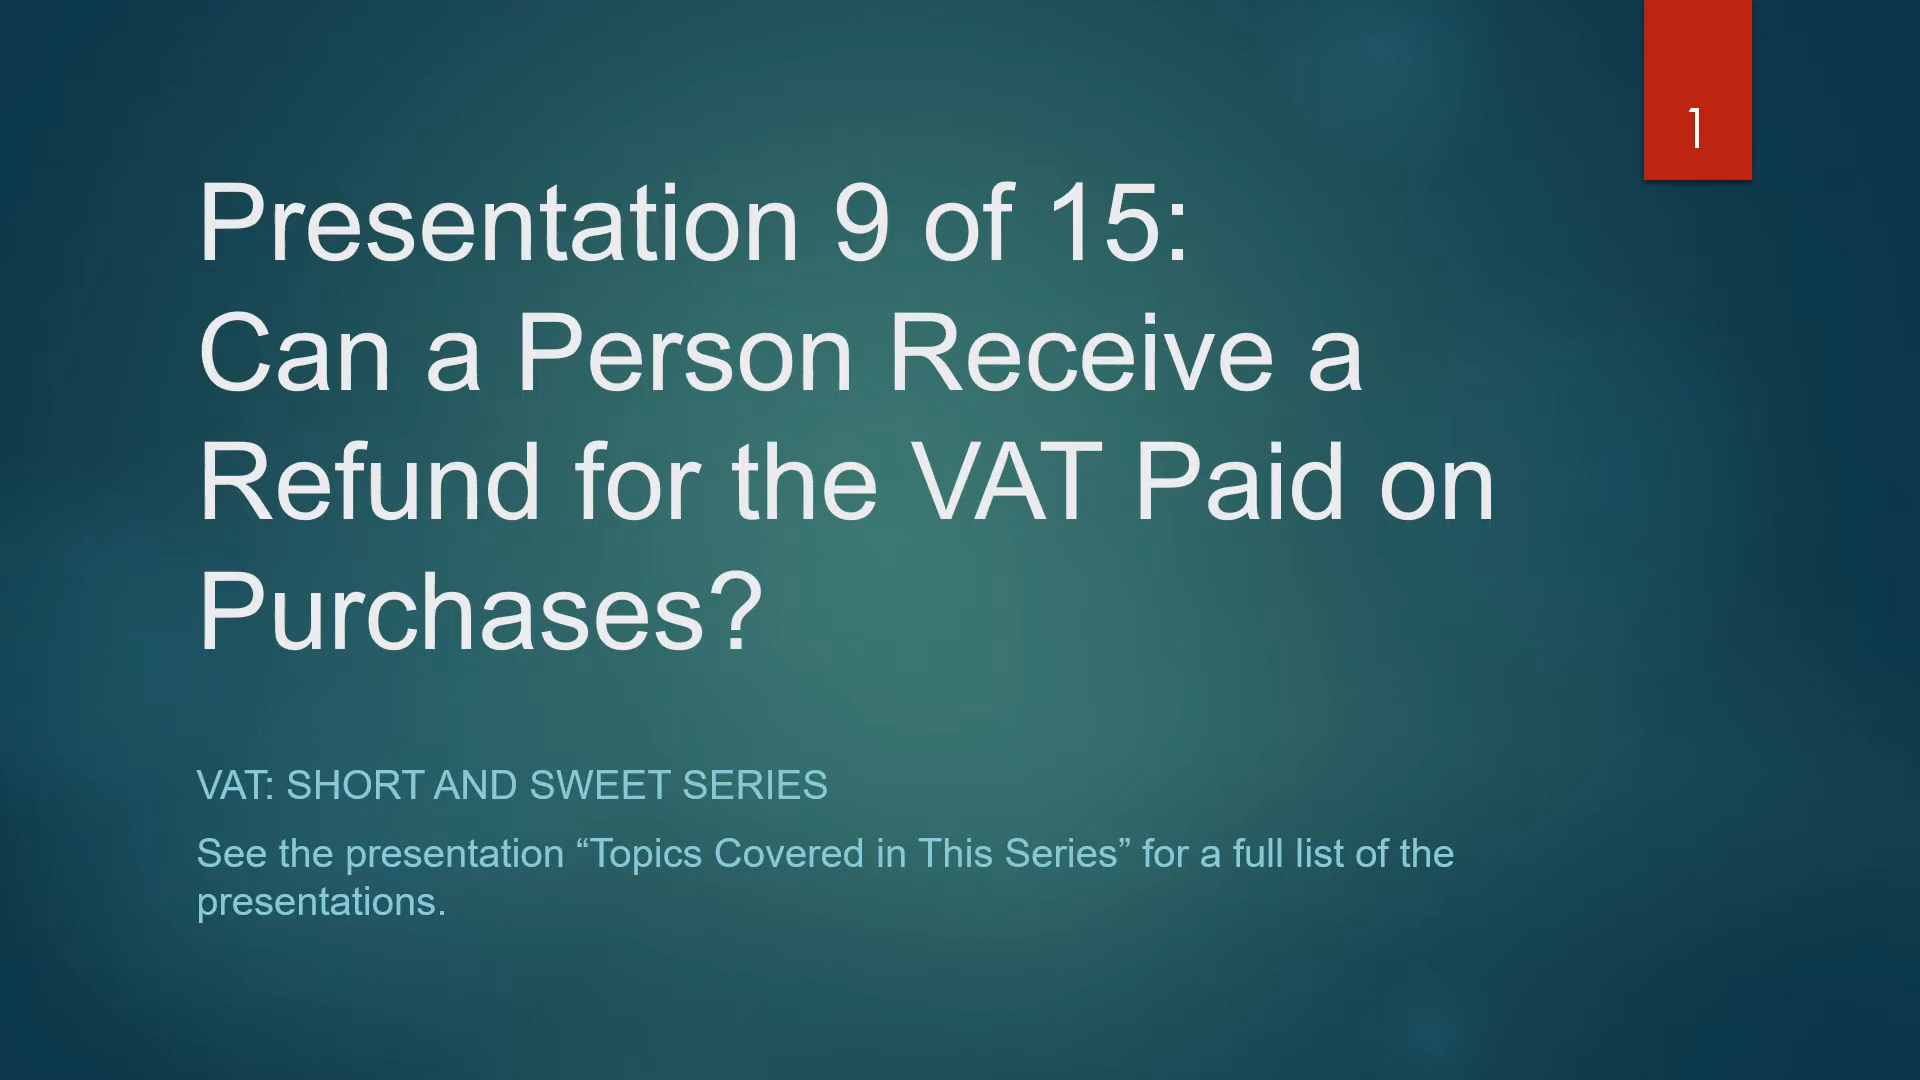 1
Presentation 9 of 15:
Can a Person Receive a
Refund for the VAT Paid on
Purchases?
VAT: SHORT AND SWEET SERIES
See the presentation “Topics Covered in This Series” for a full list of the
presentations.